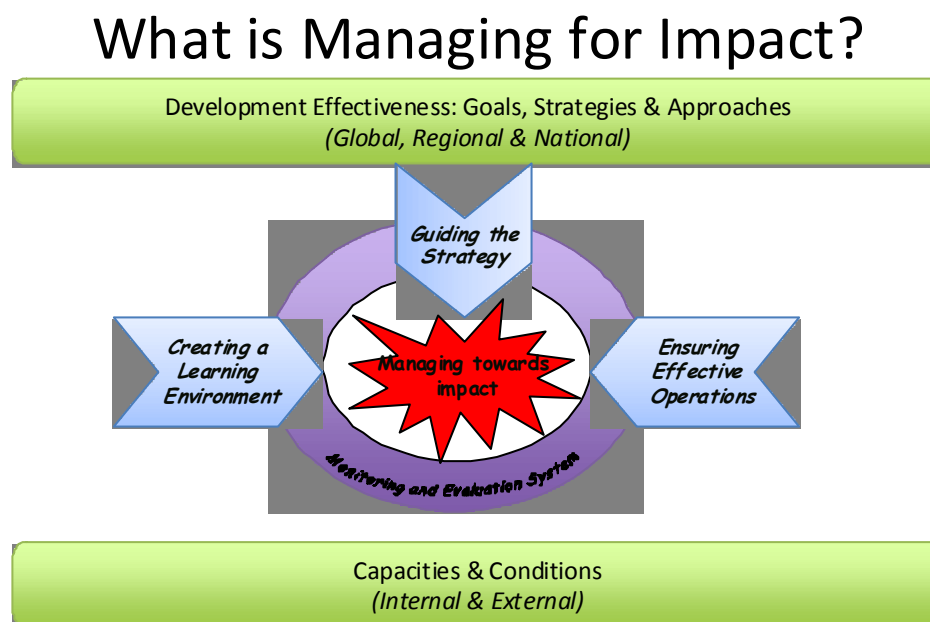 What is Managing for Impact?
Development Effectiveness: Goals, Strategies & Approaches
(Global, Regional & National)
Guiding the
Strategy
Creating a
Learning
Environment
Managing towards
impact
Ensuring
Effective
Operations
Monitoring and Evaluation System
Capacities & Conditions
(Internal & External)